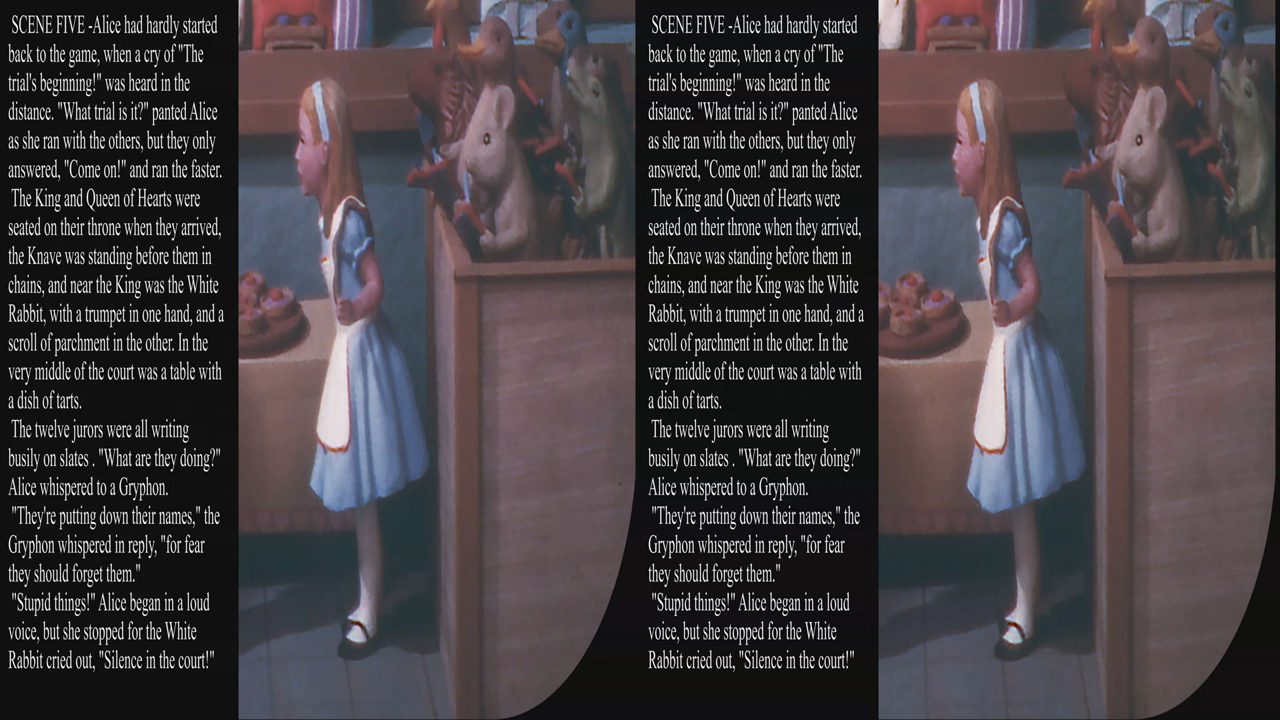 SCENE FIVE -Alice had hardly started
back to the game, when a cry of "The
trial's beginning!" was heard in the
distance. "What trial is it?" panted Alice
as she ran with the others, but they only
answered, "Come on!" and ran the faster.
The King and Queen of Hearts were
seated on their throne when they arrived,
the Knave was standing before them in
chains, and near the King was the White
Rabbit, with a trumpet in one hand, and a
scroll of parchment in the other. In the
very middle of the court was a table with
a dish of tarts.
The twelve jurors were all writing
busily on slates . "What are they doing?"
Alice whispered to a Gryphon.
"They're putting down their names," the
Gryphon whispered in reply, "for fear
they should forget them."
"Stupid things!" Alice began in a loud
voice, but she stopped for the White
Rabbit cried out, "Silence in the court!"
SCENE FIVE -Alice had hardly started
back to the game, when a cry of "The
trial's beginning!" was heard in the
distance. "What trial is it?" panted Alice
as she ran with the others, but they only
answered, "Come on!" and ran the faster.
The King and Queen of Hearts were
seated on their throne when they arrived,
the Knave was standing before them in
chains, and near the King was the White
Rabbit, with a trumpet in one hand, and a
scroll of parchment in the other. In the
very middle of the court was a table with
a dish of tarts.
The twelve jurors were all writing
busily on slates . "What are they doing?"
Alice whispered to a Gryphon.
"They're putting down their names," the
Gryphon whispered in reply, "for fear
they should forget them."
"Stupid things!" Alice began in a loud
voice, but she stopped for the White
Rabbit cried out, "Silence in the court!"